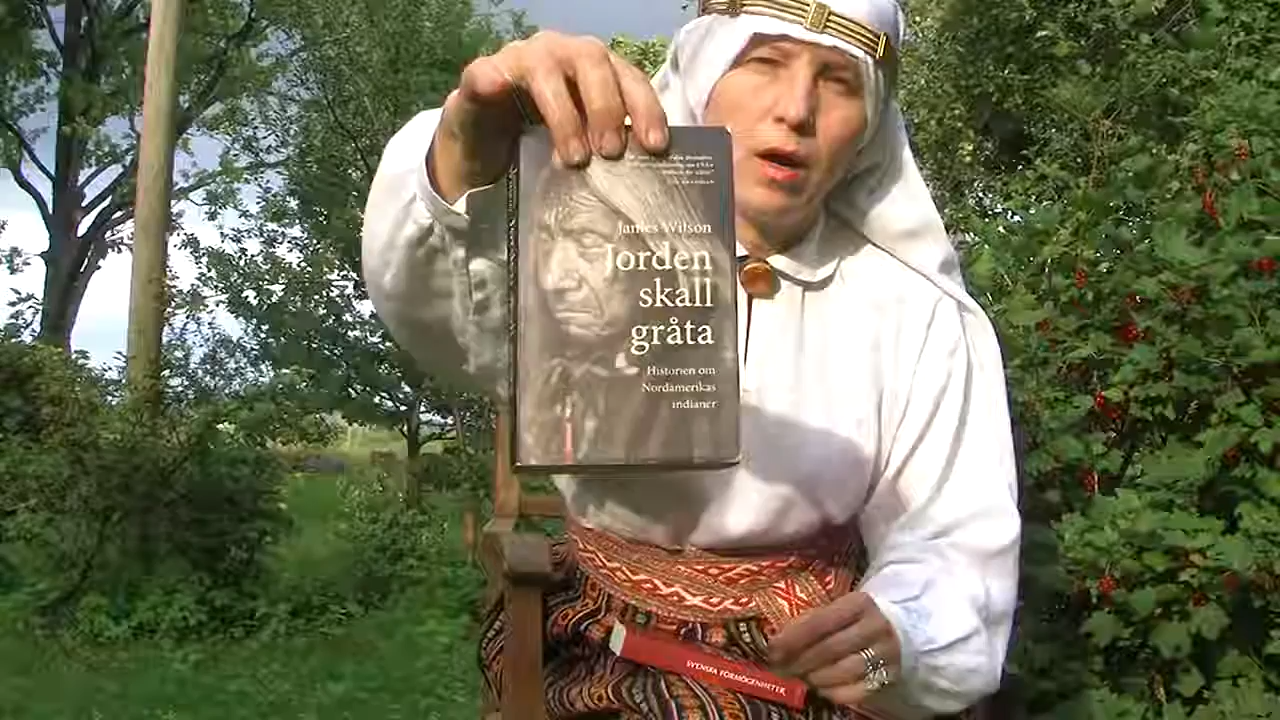 James Wilson
Jorden
skall
gråta
Historien om
Nordamerikas
indianer
SVENSKA FÖRMÖGENHETER